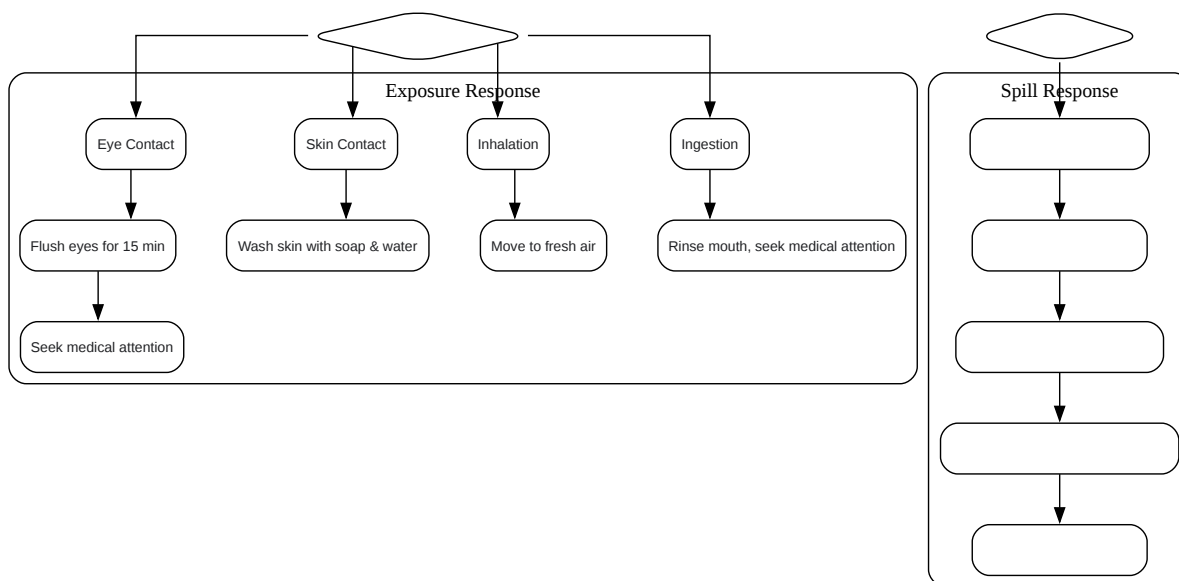 Exposure Response
Spill Response
Eye Contact
Skin Contact
Inhalation
Ingestion
Flush eyes for 15 min
Wash skin with soap & water
Move to fresh air
Rinse mouth, seek medical attention
Seek medical attention